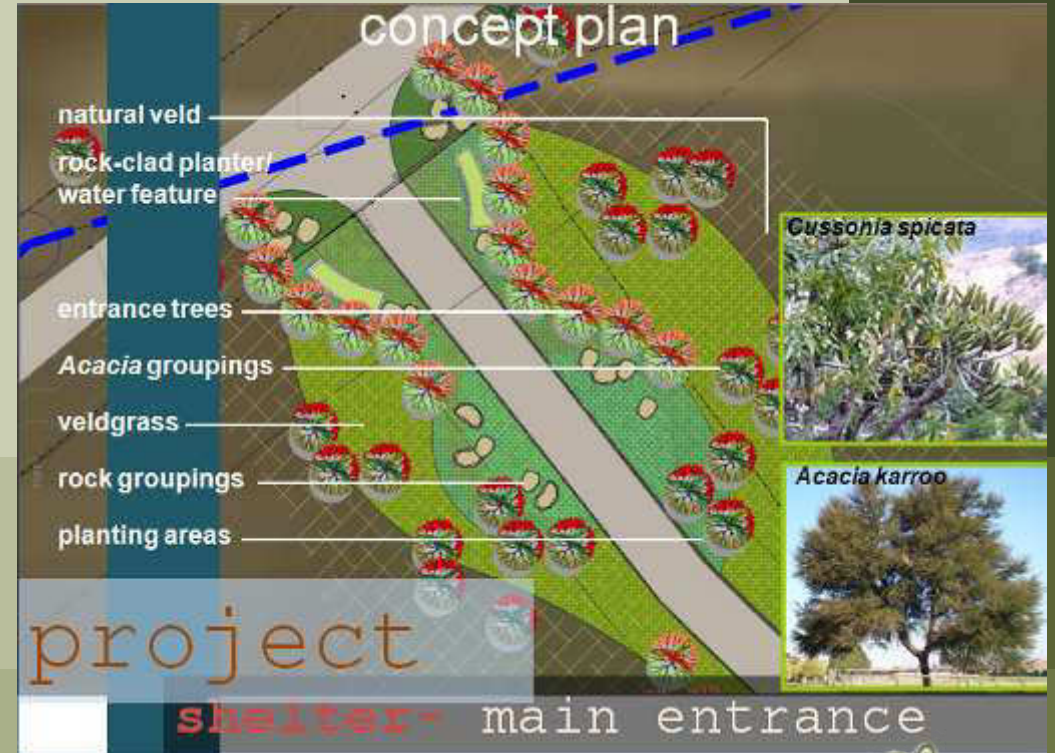 concept plan
natural veld
rock-clad planter/
water feature
entrance trees
Acacia groupings
veldgrass
rock groupings
planting areas
Cussonia spicata
Acacia karroo
project
shelter- main entrance